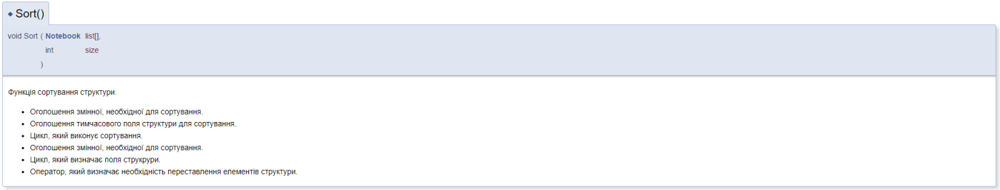 ◆ Sort()
void Sort ( Notebook list[],
int size
)
Функція сортування структури.
• Оголошення змінної, необхідної для сортування.
• Оголошення тимчасового поля структури для сортування.
• Цикл, який виконує сортування.
• Оголошення змінної, необхідної для сортування.
• Цикл, який визначає поля струкрури.
• Оператор, який визначає необхідність переставлення елементів структури.